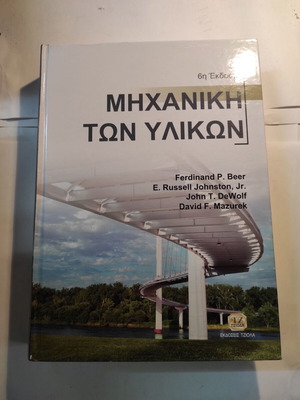 6η Έκδοση
ΜΗΧΑΝΙΚΗ
ΤΩΝ ΥΛΙΚΩΝ
Ferdinand P. Beer
E. Russell Johnston, Jr.
John T. DeWolf
David F. Mazurek
ΕΚΔΟΣΕΙΣ ΤΖΙΟΛΑ